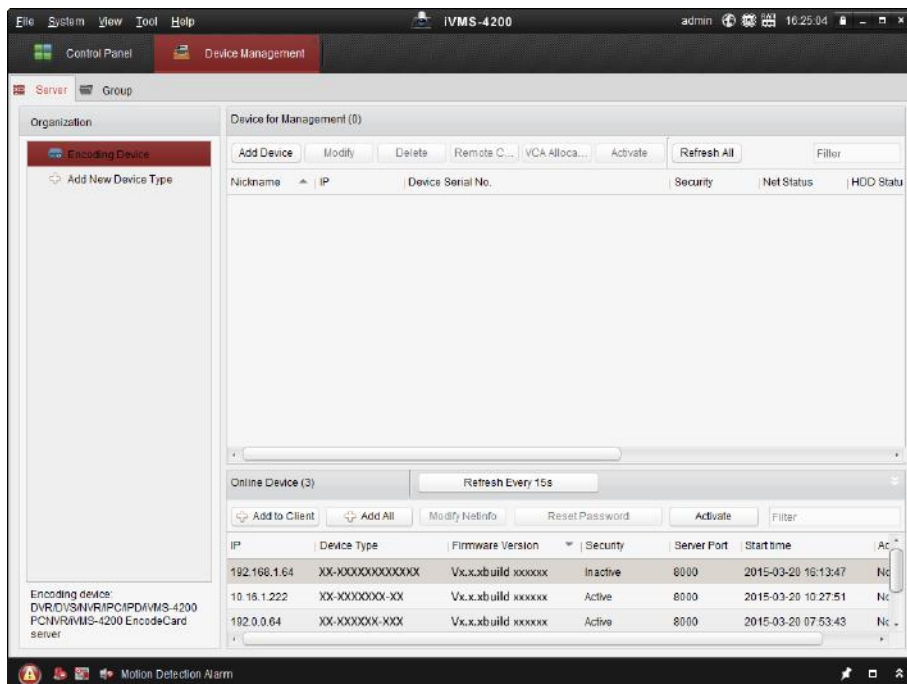 File System View Tool Help iVMS-4200 admin 16:25:04
Control Panel Device Management
Server Group
Organization Device for Management (0)
Encoding Device Add Device Modify Delete Remote C... VCA Alloca... Activate Refresh All Filter
Add New Device Type Nickname IP Device Serial No. Security Net Status HDD Statu
Online Device (3) Refresh Every 15s
Add to Client Add All Modify Netinfo Reset Password Activate Filter
IP Device Type Firmware Version Security Server Port Start time Ac
192.168.1.64 XX-XXXXXXXXXXXX Vx.x.xbuild xxxxxx Inactive 8000 2015-03-20 16:13:47 No
10.16.1.222 XX-XXXXXXX-XX Vx.x.xbuild xxxxxx Active 8000 2015-03-20 10:27:51 No
192.0.0.64 XX-XXXXXX-XXX Vx.x.xbuild xxxxxx Active 8000 2015-03-20 07:53:43 No
Encoding device:
DVR/DVS/NVR/IPC/IPD/iVMS-4200
PCNVR/iVMS-4200 EncodeCard
server
Motion Detection Alarm